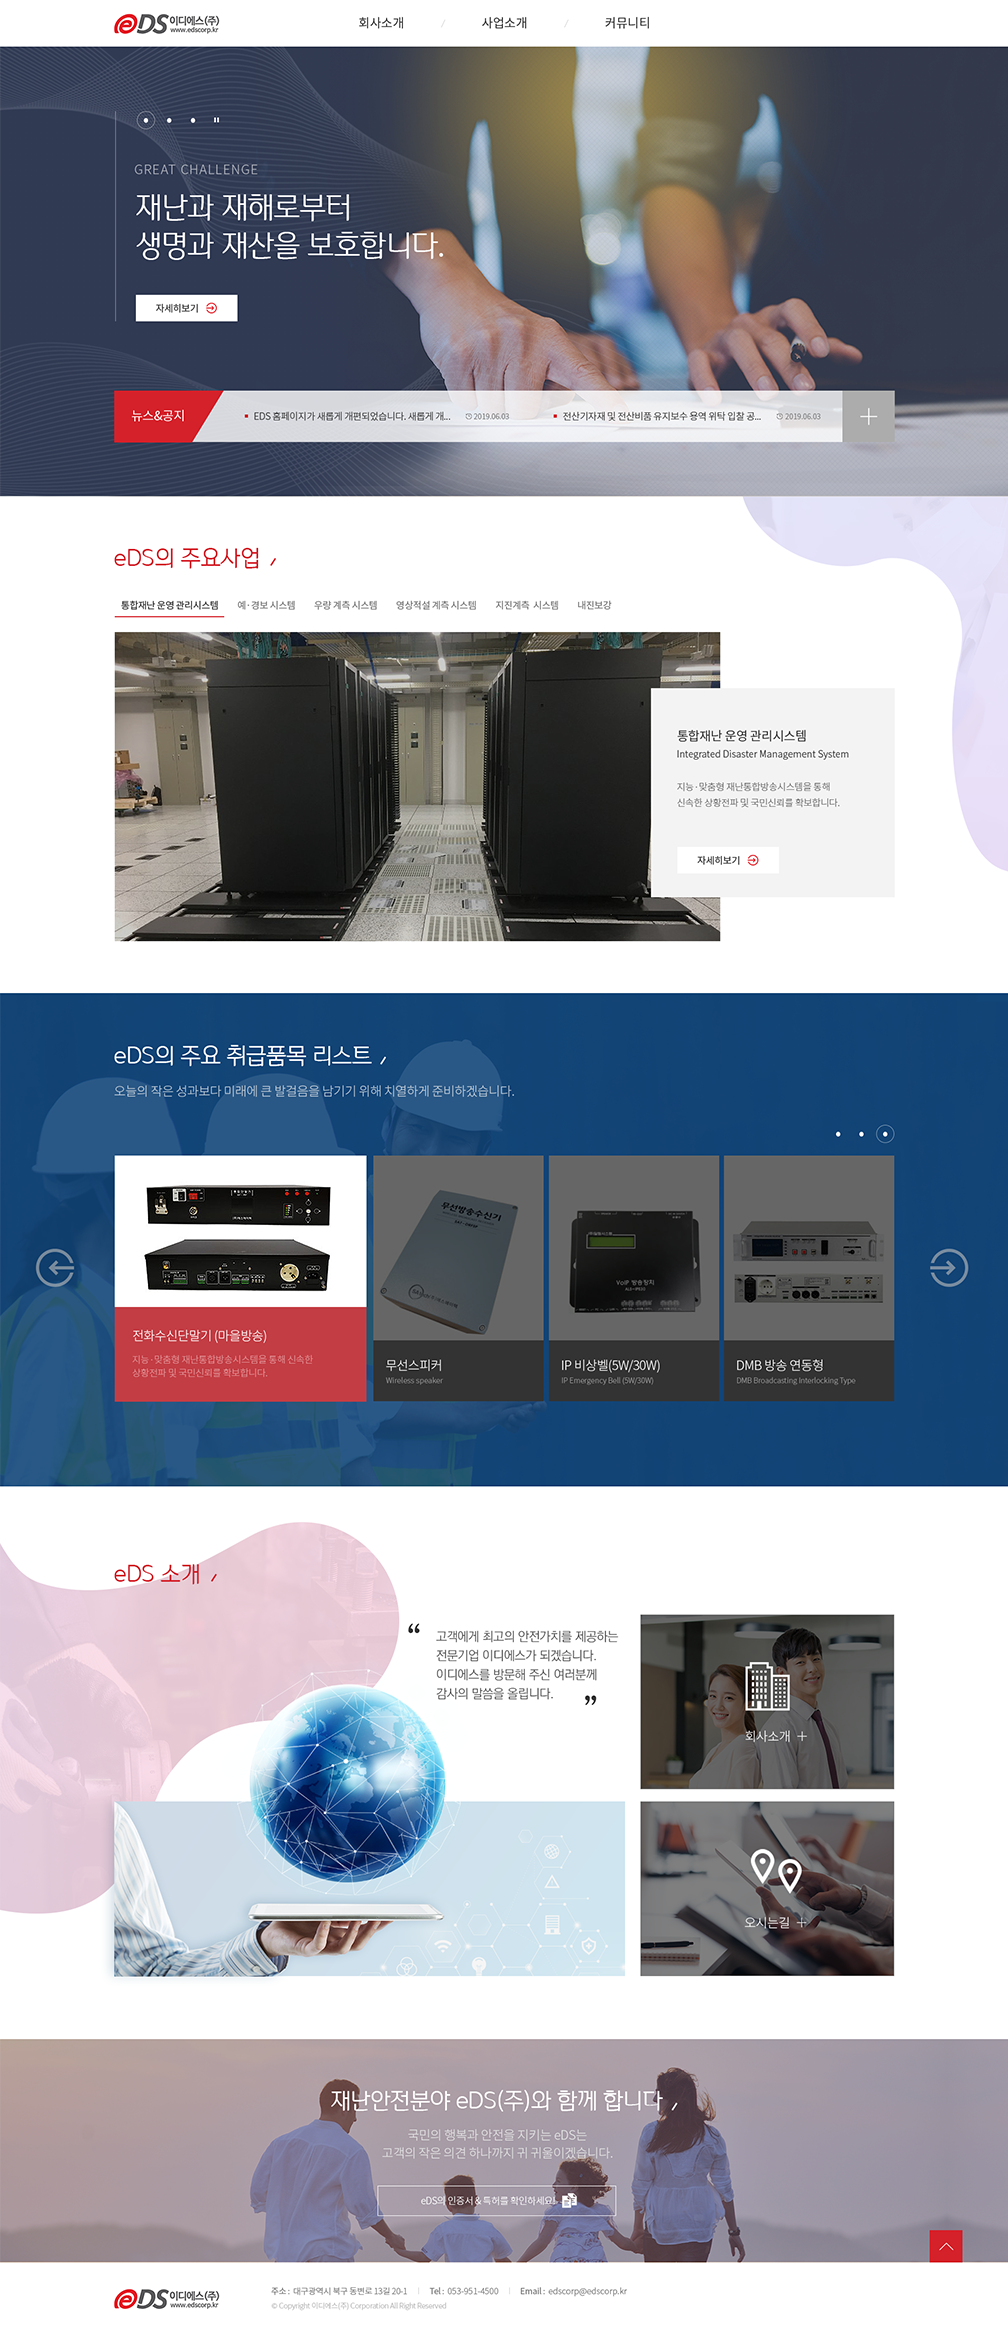 eDS 이디에스(주)
www.edscorp.kr
회사소개 / 사업소개 / 커뮤니티
GREAT CHALLENGE
재난과 재해로부터
생명과 재산을 보호합니다.
자세히보기
뉴스&공지
EDS 홈페이지가 새롭게 개편되었습니다. 새롭게 개... 2019.06.03
전산기자재 및 전산비품 유지보수 용역 위탁 입찰 공... 2019.06.03
eDS의 주요사업
통합재난 운영 관리시스템 예·경보 시스템 우량 계측 시스템 영상적설 계측 시스템 지진계측 시스템 내진보강
통합재난 운영 관리시스템
Integrated Disaster Management System
지능·맞춤형 재난통합방송시스템을 통해
신속한 상황전파 및 국민신뢰를 확보합니다.
자세히보기
eDS의 주요 취급품목 리스트
오늘의 작은 성과보다 미래에 큰 발걸음을 남기기 위해 치열하게 준비하겠습니다.
무선방송수신기
VoIP 방송장치
전화수신단말기 (마을방송)
지능·맞춤형 재난통합방송시스템을 통해 신속한
상황전파 및 국민신뢰를 확보합니다.
무선스피커
Wireless speaker
IP 비상벨(5W/30W)
IP Emergency Bell (5W/30W)
DMB 방송 연동형
DMB Broadcasting Interlocking Type
eDS 소개
“ 고객에게 최고의 안전가치를 제공하는
전문기업 이디에스가 되겠습니다.
이디에스를 방문해 주신 여러분께
감사의 말씀을 올립니다. ”
회사소개
오시는길
재난안전분야 eDS(주)와 함께 합니다
국민의 행복과 안전을 지키는 eDS는
고객의 작은 의견 하나까지 귀 귀울이겠습니다.
eDS의 인증서 & 특허를 확인하세요!
eDS 이디에스(주)
www.edscorp.kr
주소 : 대구광역시 북구 동변로 13길 20-1 | Tel : 053-951-4500 | Email : edscorp@edscorp.kr
© Copyright 이디에스(주) Corporation All Right Reserved